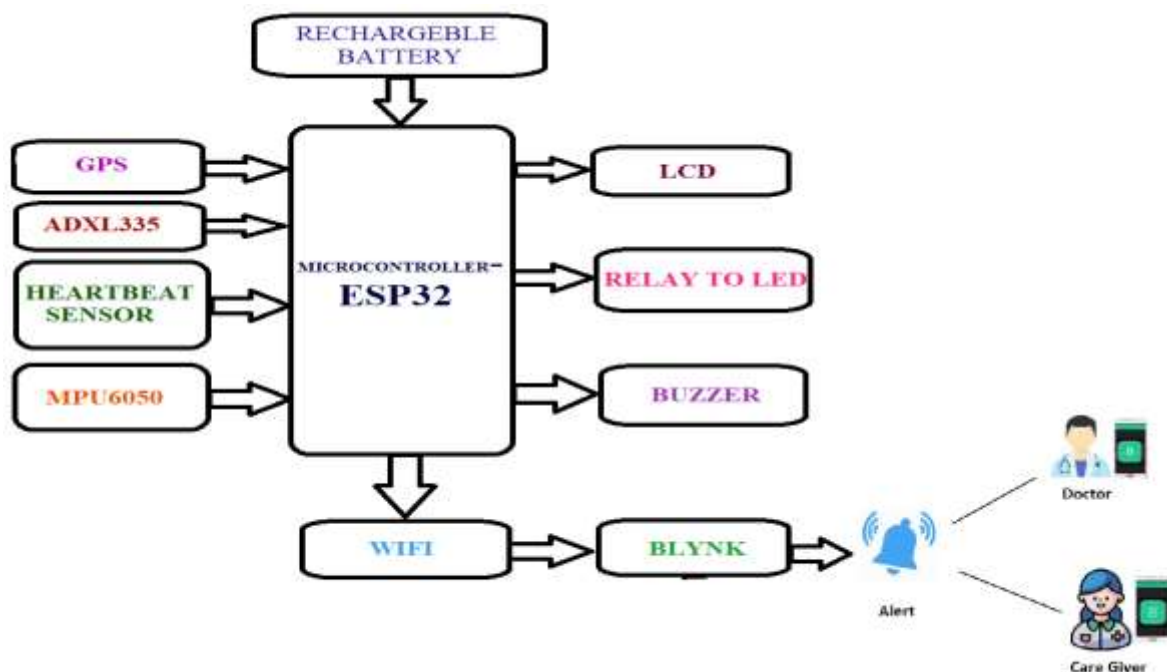 RECHARGEBLE
BATTERY
GPS
ADXL335
HEARTBEAT
SENSOR
MPU6050
MICROCONTROLLER-
ESP32
LCD
RELAY TO LED
BUZZER
WIFI
BLYNK
Alert
Doctor
Care Giver